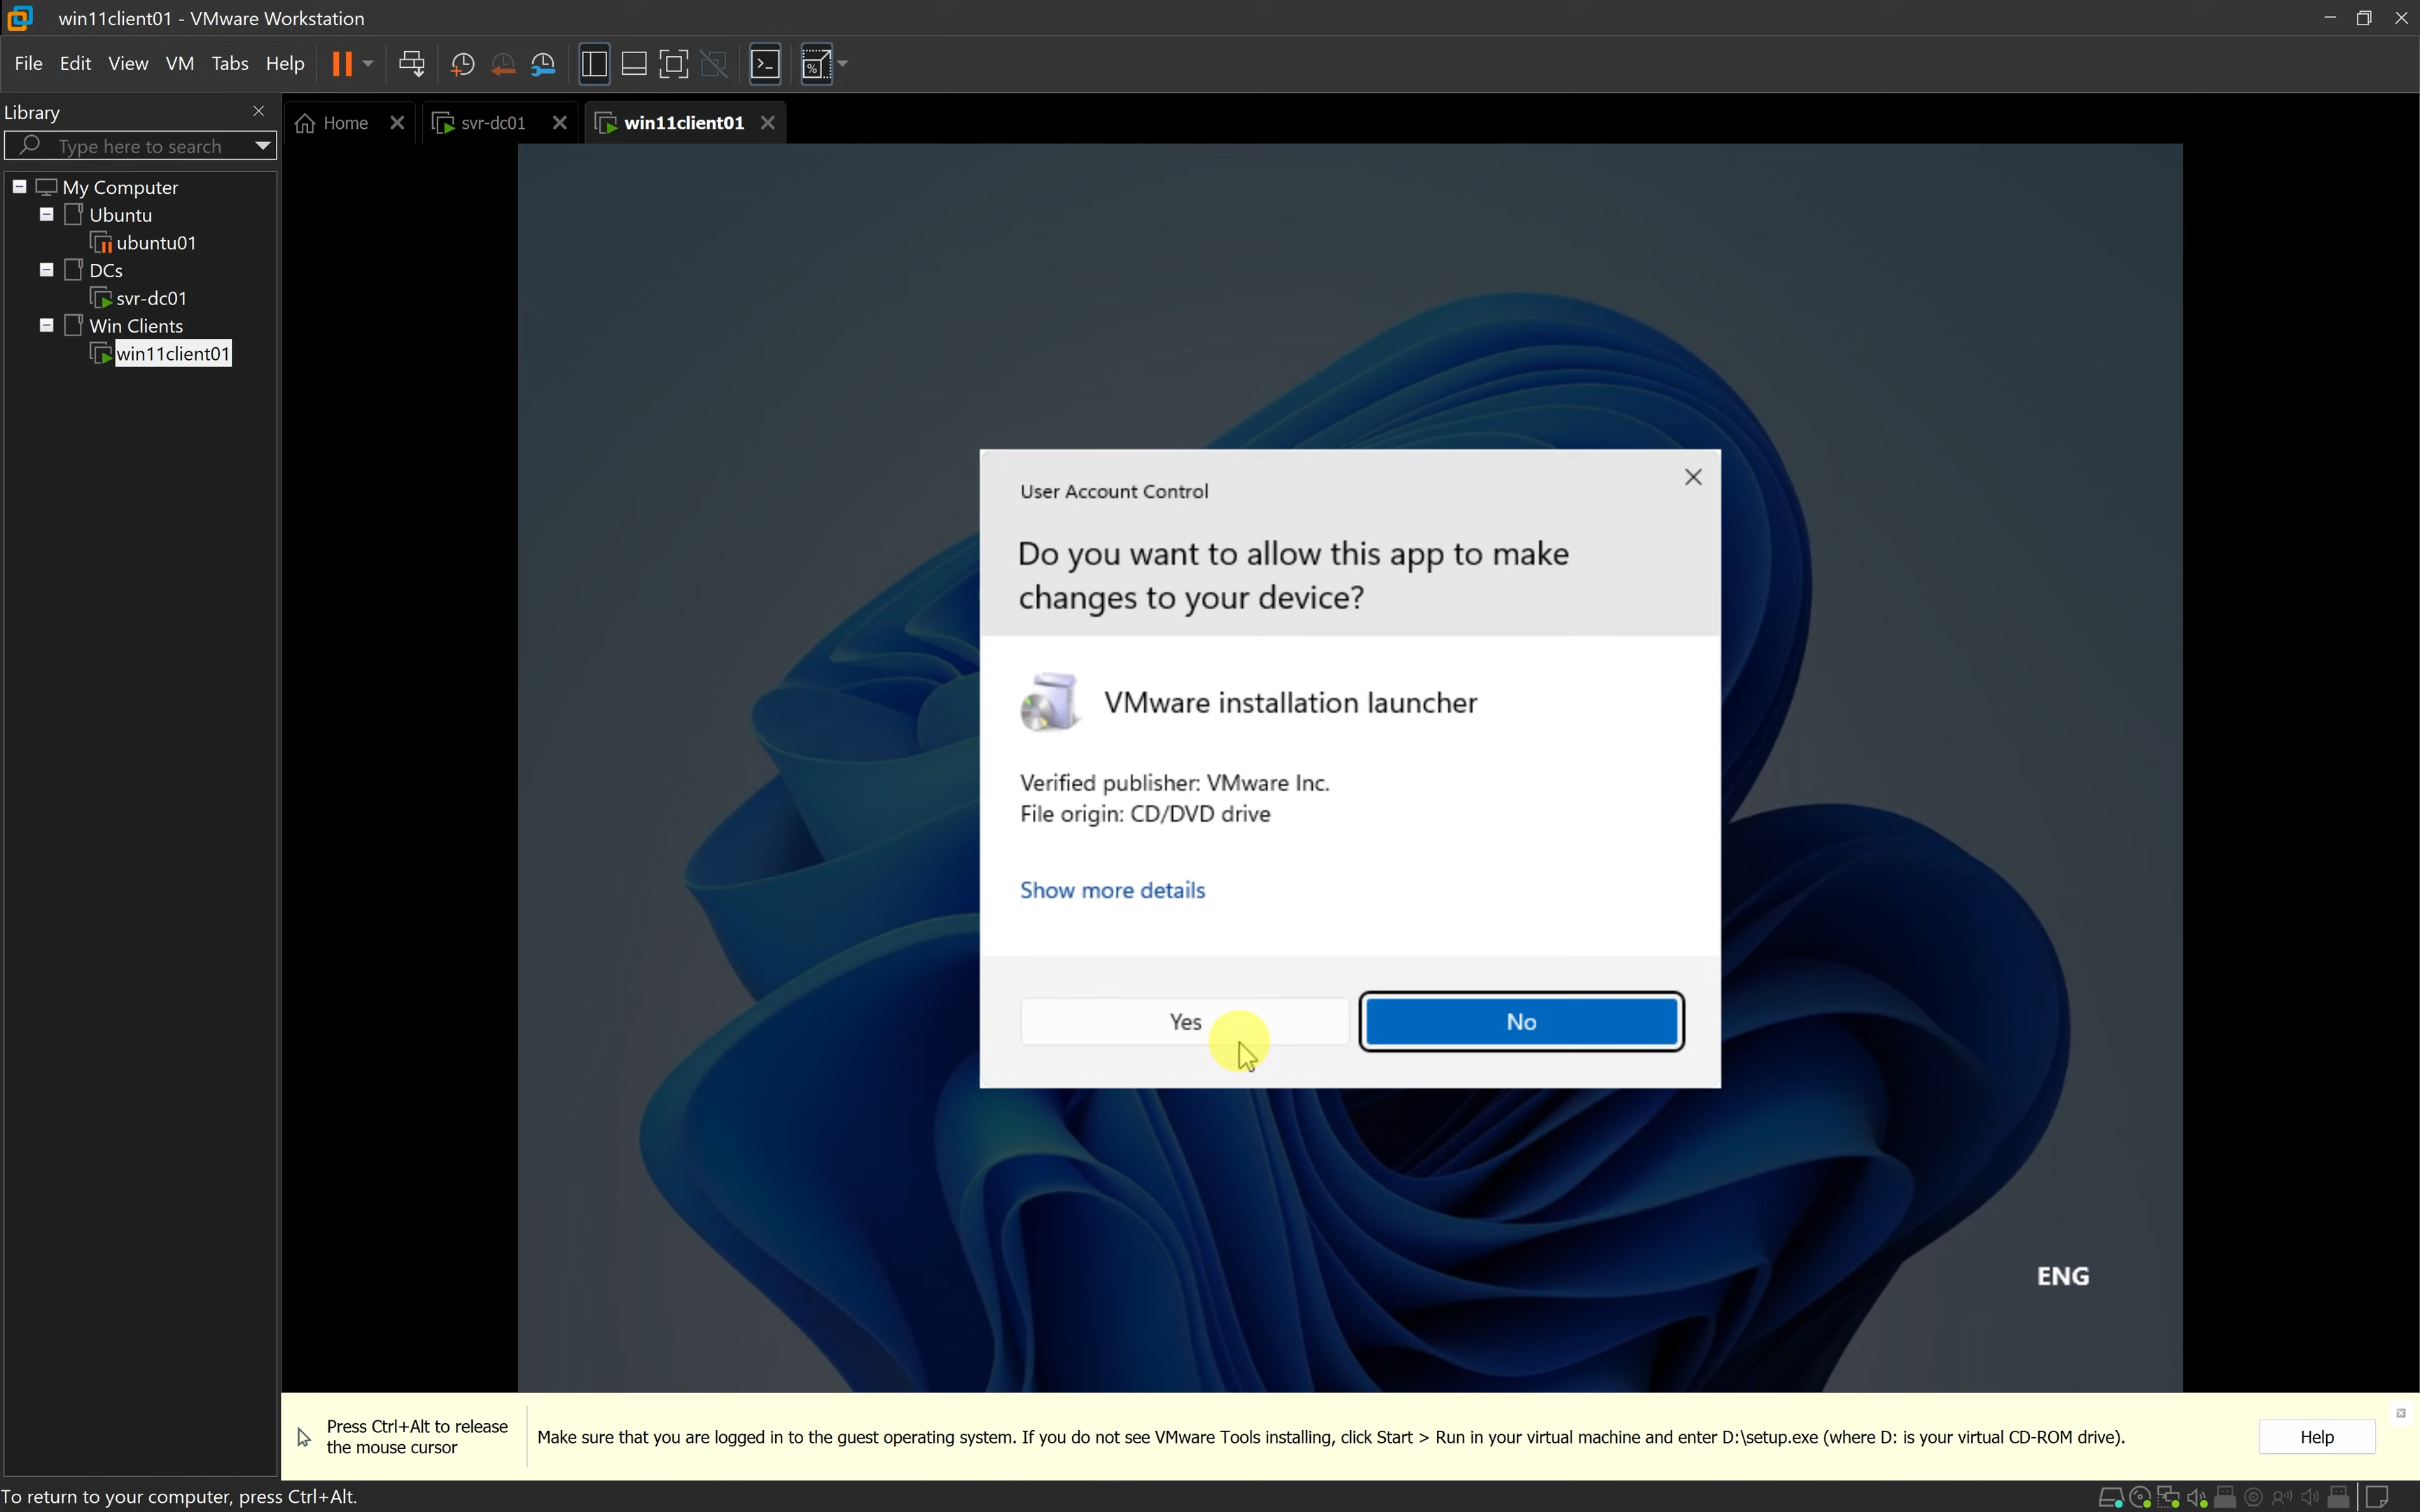 win11client01 - VMware Workstation
File Edit View VM Tabs Help
Library
Type here to search
Home
svr-dc01
win11client01
My Computer
Ubuntu
ubuntu01
DCs
svr-dc01
Win Clients
win11client01
User Account Control
Do you want to allow this app to make
changes to your device?
VMware installation launcher
Verified publisher: VMware Inc.
File origin: CD/DVD drive
Show more details
Yes
No
ENG
Press Ctrl+Alt to release
the mouse cursor
Make sure that you are logged in to the guest operating system. If you do not see VMware Tools installing, click Start > Run in your virtual machine and enter D:\setup.exe (where D: is your virtual CD-ROM drive).
Help
To return to your computer, press Ctrl+Alt.